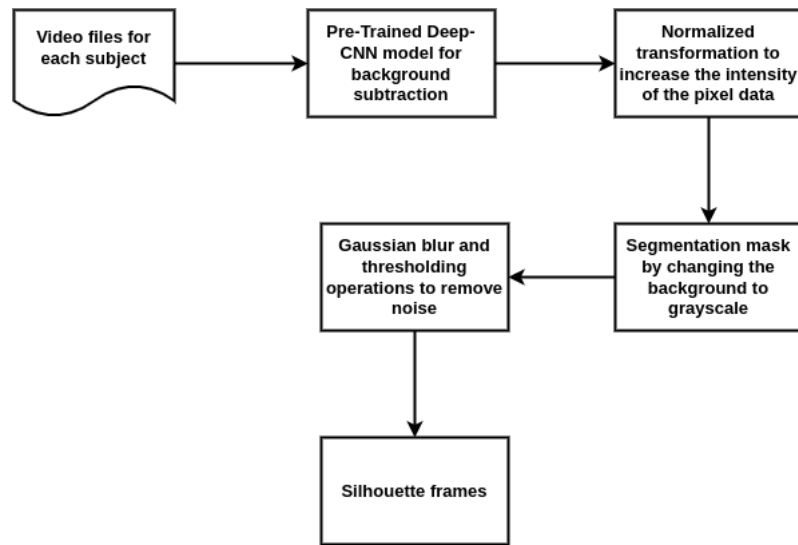 Video files for
each subject
Pre-Trained Deep-
CNN model for
background
subtraction
Normalized
transformation to
increase the intensity
of the pixel data
Segmentation mask
by changing the
background to
grayscale
Gaussian blur and
thresholding
operations to remove
noise
Silhouette frames